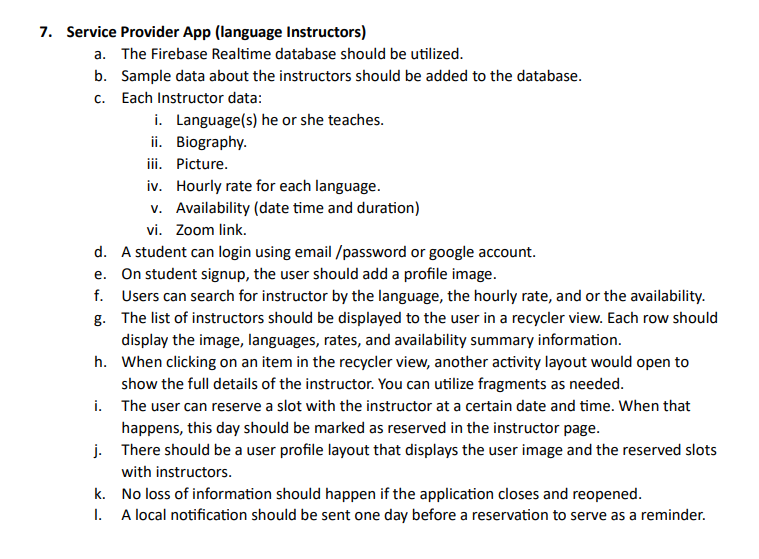 7. Service Provider App (language Instructors)
a. The Firebase Realtime database should be utilized.
b. Sample data about the instructors should be added to the database.
c. Each Instructor data:
i. Language(s) he or she teaches.
ii. Biography.
iii. Picture.
iv. Hourly rate for each language.
v. Availability (date time and duration)
vi. Zoom link.
d. A student can login using email /password or google account.
e. On student signup, the user should add a profile image.
f. Users can search for instructor by the language, the hourly rate, and or the availability.
g. The list of instructors should be displayed to the user in a recycler view. Each row should
display the image, languages, rates, and availability summary information.
h. When clicking on an item in the recycler view, another activity layout would open to
show the full details of the instructor. You can utilize fragments as needed.
i. The user can reserve a slot with the instructor at a certain date and time. When that
happens, this day should be marked as reserved in the instructor page.
j. There should be a user profile layout that displays the user image and the reserved slots
with instructors.
k. No loss of information should happen if the application closes and reopened.
l. A local notification should be sent one day before a reservation to serve as a reminder.